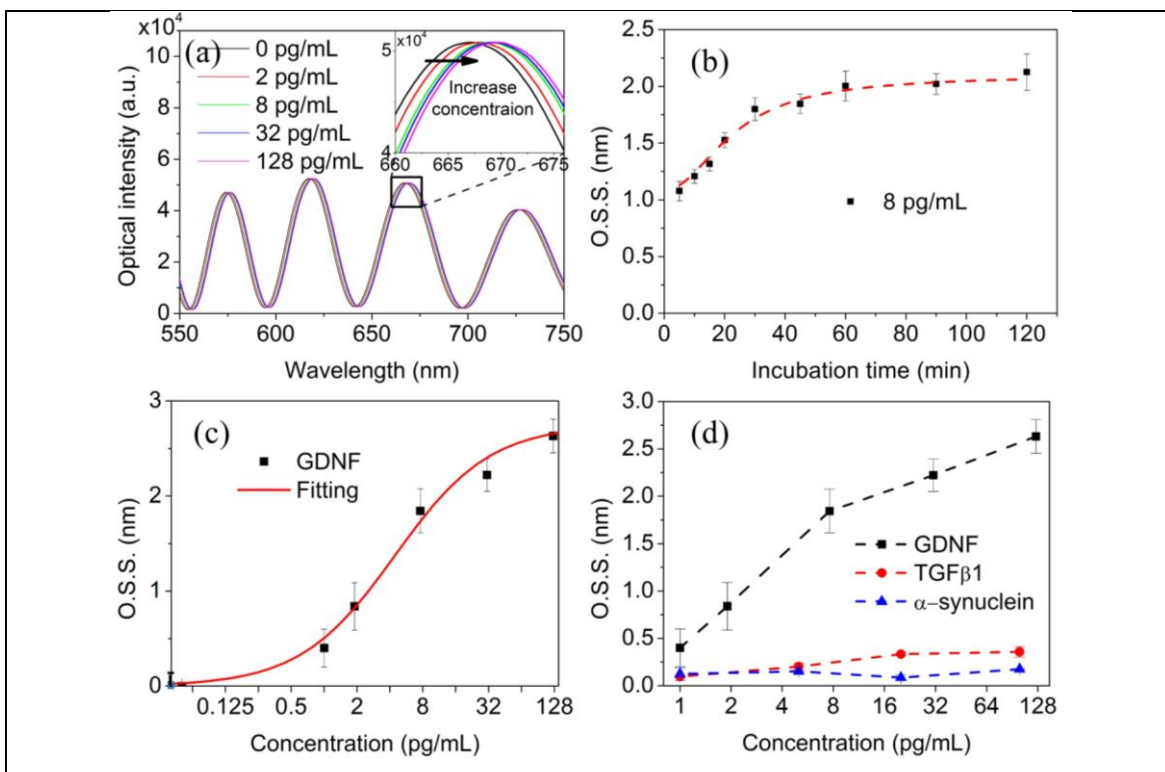 (a)
×10⁴
10
8
6
4
2
0
Optical intensity (a.u.)
0 pg/mL
2 pg/mL
8 pg/mL
32 pg/mL
128 pg/mL
×10⁴
5
4
Increase
concentraion
660 665 670 675
550 600 650 700 750
Wavelength (nm)
(b)
2.5
2.0
1.5
1.0
0.5
0.0
O.S.S. (nm)
8 pg/mL
0 20 40 60 80 100 120
Incubation time (min)
(c)
3
2
1
0
O.S.S. (nm)
GDNF
Fitting
0.125 0.5 2 8 32 128
Concentration (pg/mL)
(d)
3.0
2.5
2.0
1.5
1.0
0.5
0.0
O.S.S. (nm)
GDNF
TGFβ1
α−synuclein
1 2 4 8 16 32 64 128
Concentration (pg/mL)